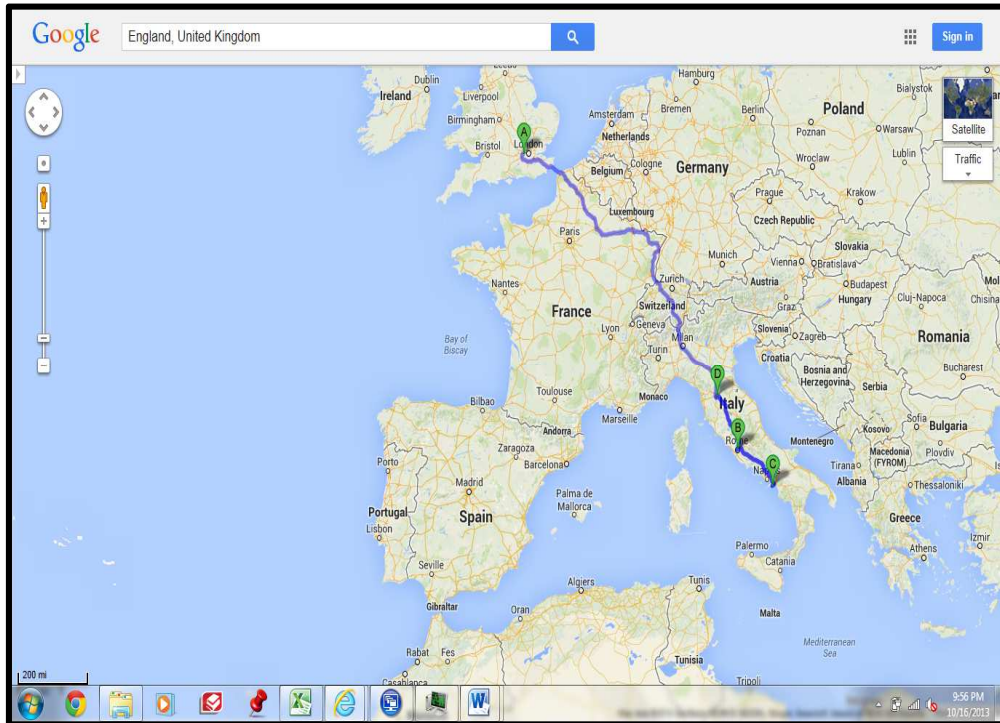 Google
England, United Kingdom
Sign in
Satellite
Traffic
Dublin
Ireland
Leeds
Liverpool
Birmingham
Bristol
A
London
Hamburg
Bremen
Amsterdam
Netherlands
Berlin
Poland
Poznan
Bialystok
Warsaw
Lublin
Wroclaw
Belgium
Cologne
Germany
Luxembourg
Prague
Krakow
Czech Republic
Paris
Slovakia
Munich
Vienna
Bratislava
Nantes
Zurich
Austria
Budapest
Switzerland
Graz
Hungary
Cluj-Napoca
Chisina
France
Geneva
Lyon
Milan
Turin
Slovenia
Zagreb
Croatia
Romania
Bay of
Biscay
Bosnia and
Herzegovina
Serbia
Bucharest
D
Toulouse
Monaco
Marseille
Italy
Bilbao
Andorra
B
Rome
Montenegro
Kosovo
Sofia
Bulgaria
Plovdiv
Macedonia
(FYROM)
Zaragoza
Barcelona
Porto
C
Tirana
Albania
Thessaloniki
Madrid
Portugal
Lisbon
Spain
Palma de
Mallorca
Greece
Izmir
Athens
Palermo
Catania
Seville
Gibraltar
Algiers
Oran
Tunis
Malta
Mediterranean
Sea
Rabat
Fes
Casablanca
Tunisia
Tripoli
200 mi
9:56 PM
10/16/2013